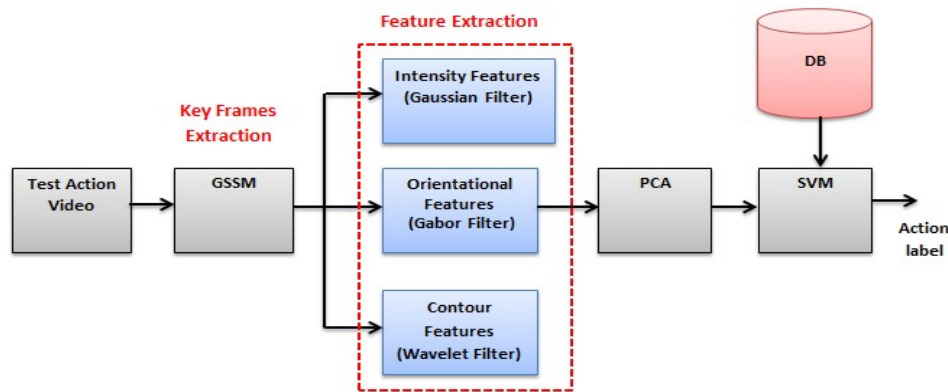 Feature Extraction
Key Frames
Extraction
Test Action
Video
GSSM
Intensity Features
(Gaussian Filter)
Orientational
Features
(Gabor Filter)
Contour
Features
(Wavelet Filter)
PCA
DB
SVM
Action
label